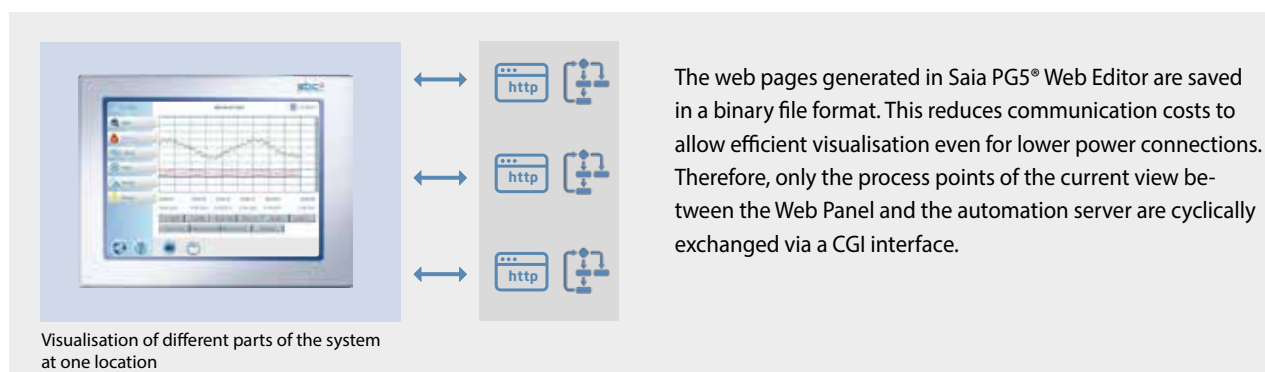 sbc
http
http
http
The web pages generated in Saia PG5® Web Editor are saved
in a binary file format. This reduces communication costs to
allow efficient visualisation even for lower power connections.
Therefore, only the process points of the current view be-
tween the Web Panel and the automation server are cyclically
exchanged via a CGI interface.
Visualisation of different parts of the system
at one location